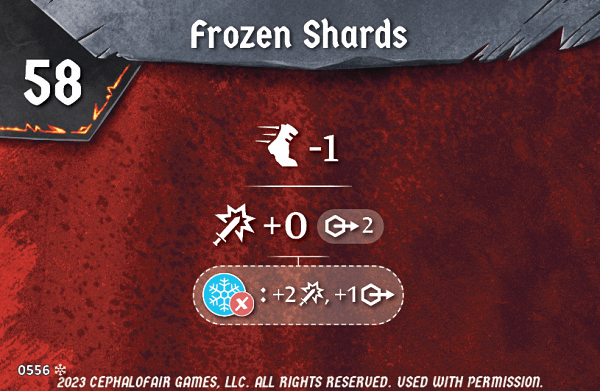 Frozen Shards
58
-1
+0 2
: +2 , +1
0556
2023 CEPHALOFAIR GAMES, LLC. ALL RIGHTS RESERVED. USED WITH PERMISSION.